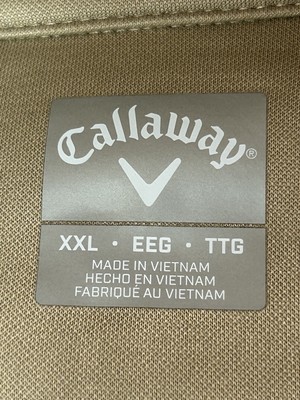 Callaway®
XXL · EEG · TTG
MADE IN VIETNAM
HECHO EN VIETNAM
FABRIQUÉ AU VIETNAM